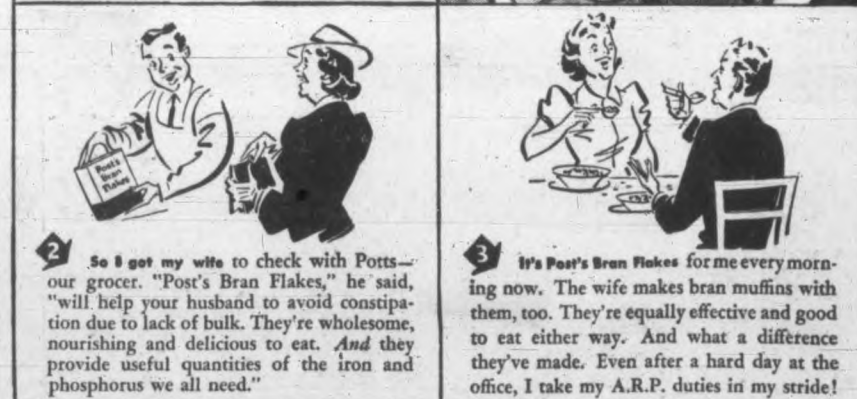 Post's
Bran
Flakes
2 So I got my wife to check with Potts—
our grocer. "Post's Bran Flakes," he said,
"will help your husband to avoid constipa-
tion due to lack of bulk. They're wholesome,
nourishing and delicious to eat. And they
provide useful quantities of the iron and
phosphorus we all need."
3 It's Post's Bran Flakes for me every morn-
ing now. The wife makes bran muffins with
them, too. They're equally effective and good
to eat either way. And what a difference
they've made. Even after a hard day at the
office, I take my A.R.P. duties in my stride!